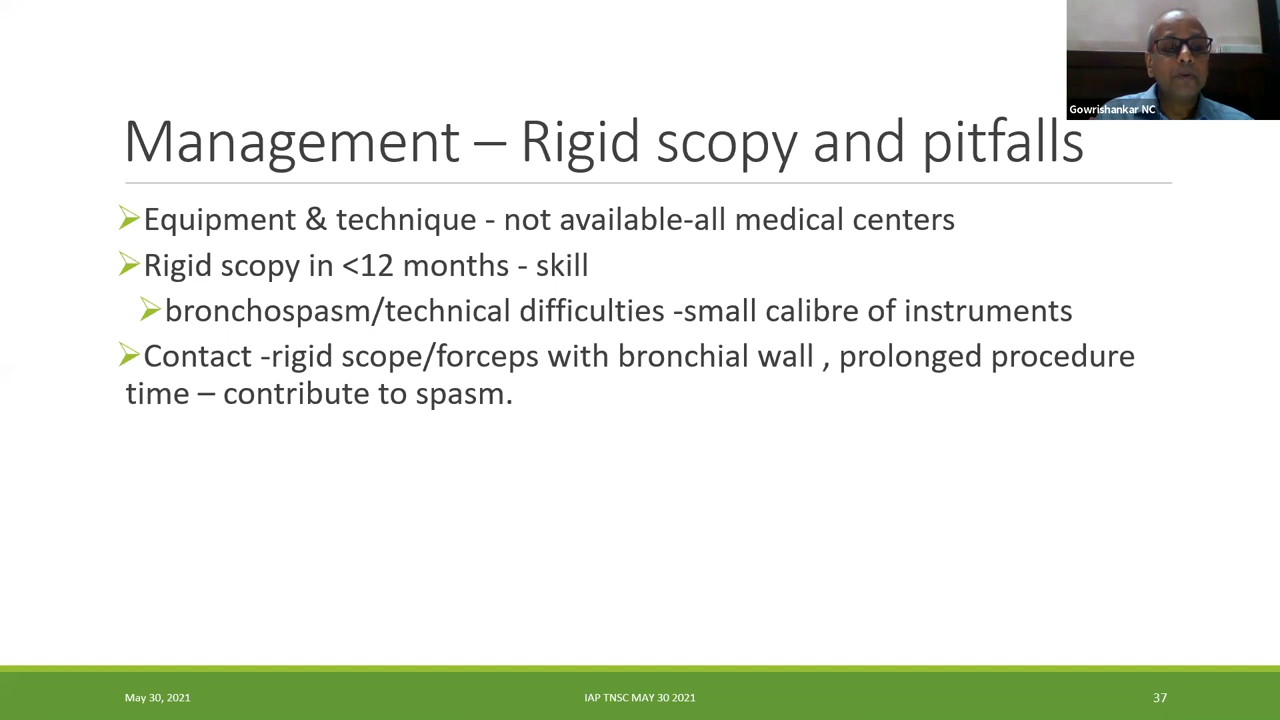 Gowrishankar NC
Management – Rigid scopy and pitfalls
Equipment & technique - not available-all medical centers
Rigid scopy in <12 months - skill
bronchospasm/technical difficulties -small calibre of instruments
Contact -rigid scope/forceps with bronchial wall , prolonged procedure
time – contribute to spasm.
May 30, 2021
IAP TNSC MAY 30 2021
37